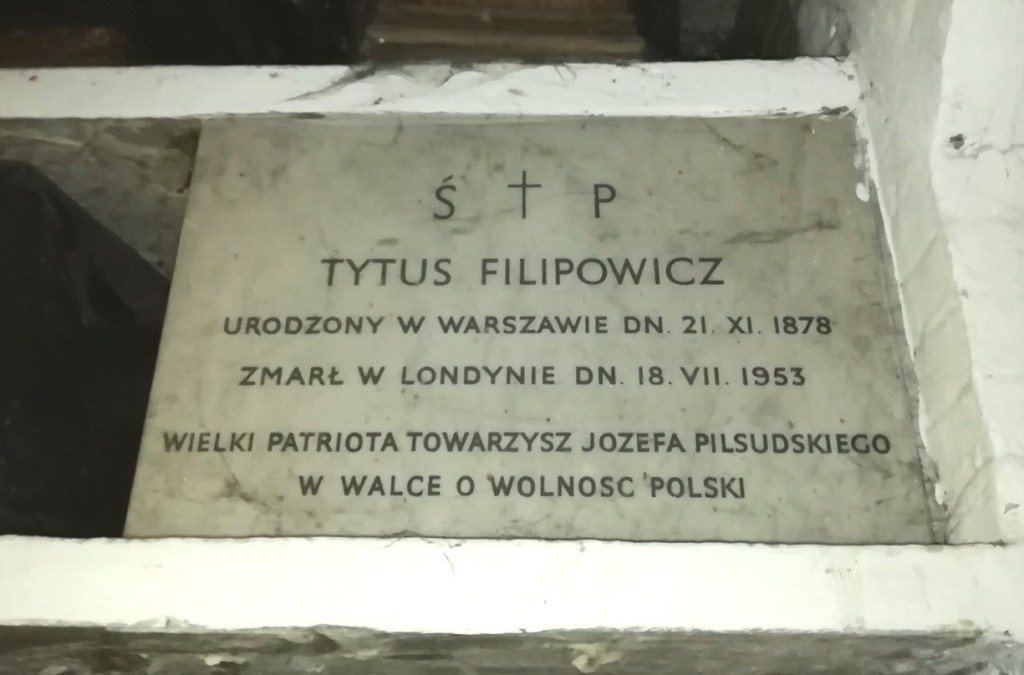 Ś † P
TYTUS FILIPOWICZ
URODZONY W WARSZAWIE DN. 21. XI. 1878
ZMARŁ W LONDYNIE DN. 18. VII. 1953
WIELKI PATRIOTA TOWARZYSZ JOZEFA PILSUDSKIEGO
W WALCE O WOLNOSC POLSKI